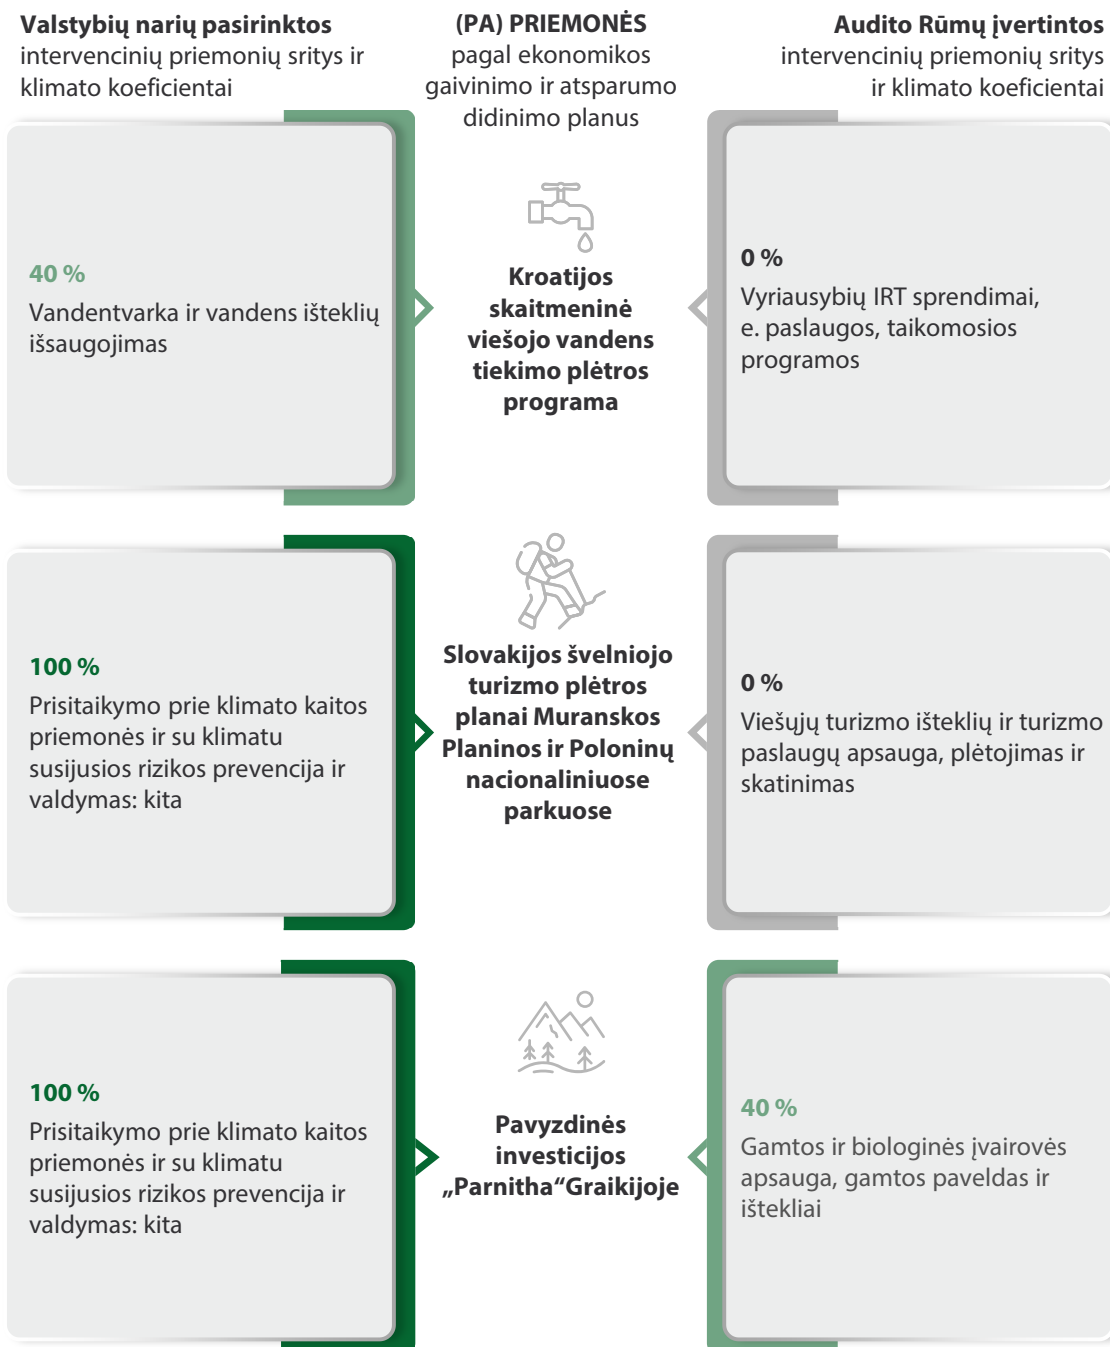 Valstybių narių pasirinktos
intervencinių priemonių sritys ir
klimato koeficientai
(PA) PRIEMONĖS
pagal ekonomikos
gaivinimo ir atsparumo
didinimo planus
Audito Rūmų įvertintos
intervencinių priemonių sritys
ir klimato koeficientai
40 %
Vandentvarka ir vandens išteklių
išsaugojimas
Kroatijos
skaitmeninė
viešojo vandens
tiekimo plėtros
programa
0 %
Vyriausybių IRT sprendimai,
e. paslaugos, taikomosios
programos
100 %
Prisitaikymo prie klimato kaitos
priemonės ir su klimatu
susijusios rizikos prevencija ir
valdymas: kita
Slovakijos švelniojo
turizmo plėtros
planai Muranskos
Planinos ir Poloninų
nacionaliniuose
parkuose
0 %
Viešųjų turizmo išteklių ir turizmo
paslaugų apsauga, plėtojimas ir
skatinimas
100 %
Prisitaikymo prie klimato kaitos
priemonės ir su klimatu
susijusios rizikos prevencija ir
valdymas: kita
Pavyzdinės
investicijos
„Parnitha“Graikijoje
40 %
Gamtos ir biologinės įvairovės
apsauga, gamtos paveldas ir
ištekliai